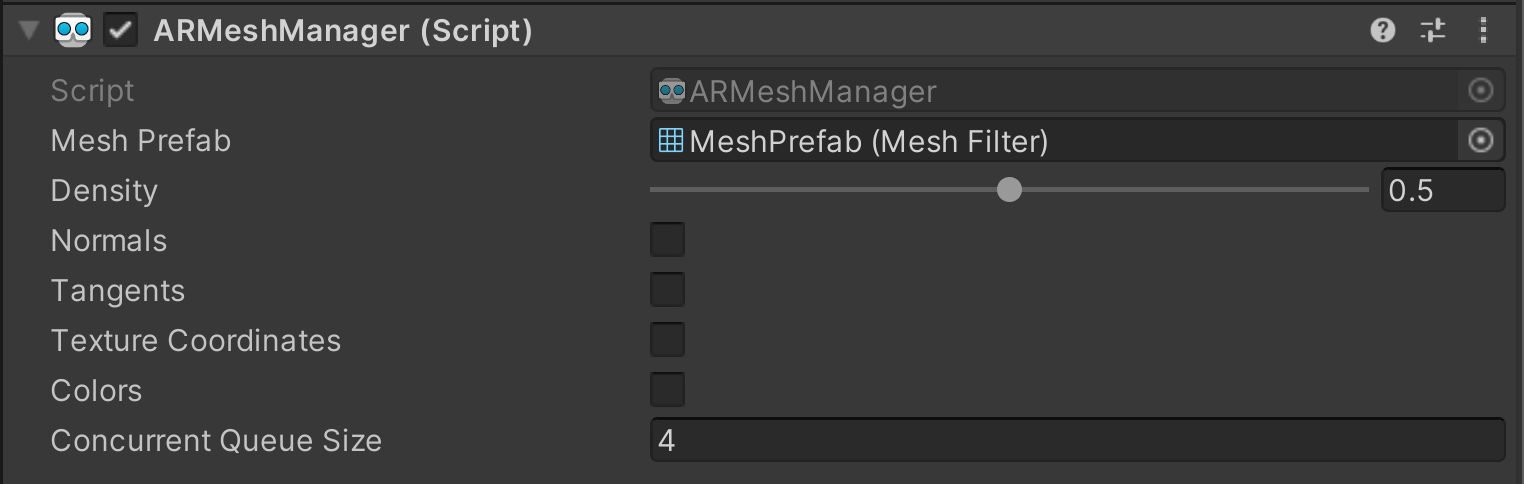 ARMeshManager (Script)
Script ARMeshManager
Mesh Prefab MeshPrefab (Mesh Filter)
Density 0.5
Normals
Tangents
Texture Coordinates
Colors
Concurrent Queue Size 4